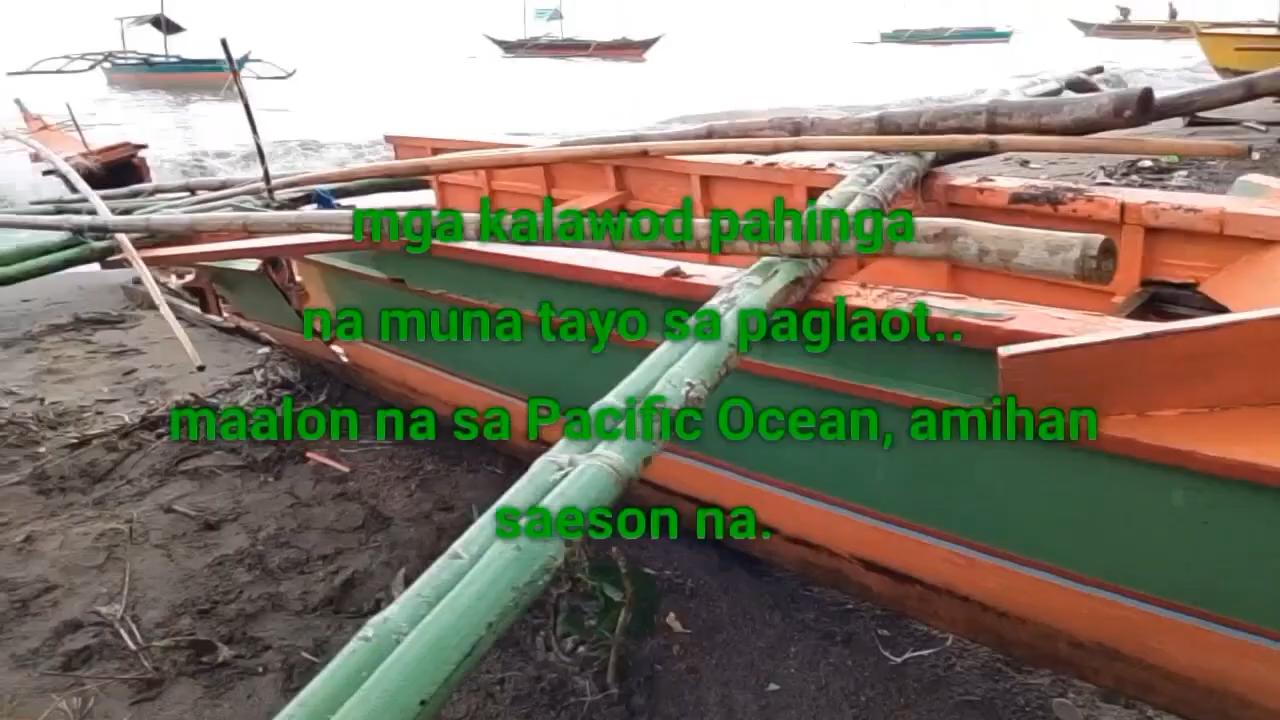 mga kalawod pahinga
na muna tayo sa paglaot..
maalon na sa Pacific Ocean, amihan
saeson na.